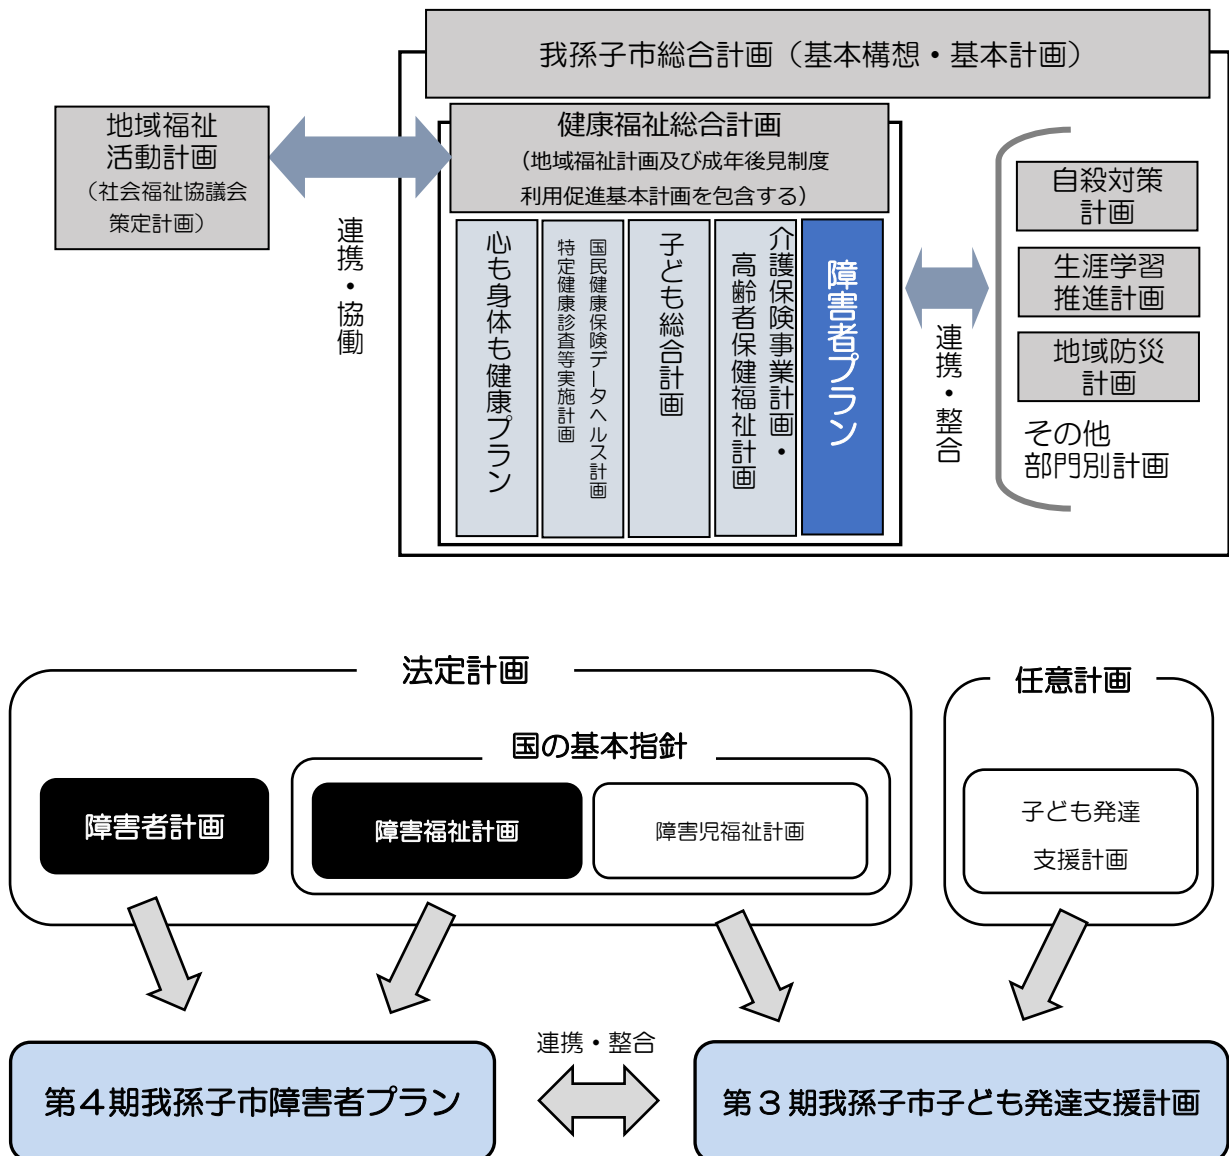 我孫子市総合計画（基本構想・基本計画）
地域福祉
活動計画
（社会福祉協議会
策定計画）
連携・協働
健康福祉総合計画
（地域福祉計画及び成年後見制度
利用促進基本計画を包含する）
心も身体も健康プラン
国民健康保険データヘルス計画
特定健康診査等実施計画
子ども総合計画
介護保険事業計画・
高齢者保健福祉計画
障害者プラン
連携・整合
自殺対策
計画
生涯学習
推進計画
地域防災
計画
その他
部門別計画
法定計画
任意計画
国の基本指針
障害者計画
障害福祉計画
障害児福祉計画
子ども発達
支援計画
連携・整合
第４期我孫子市障害者プラン
第３期我孫子市子ども発達支援計画